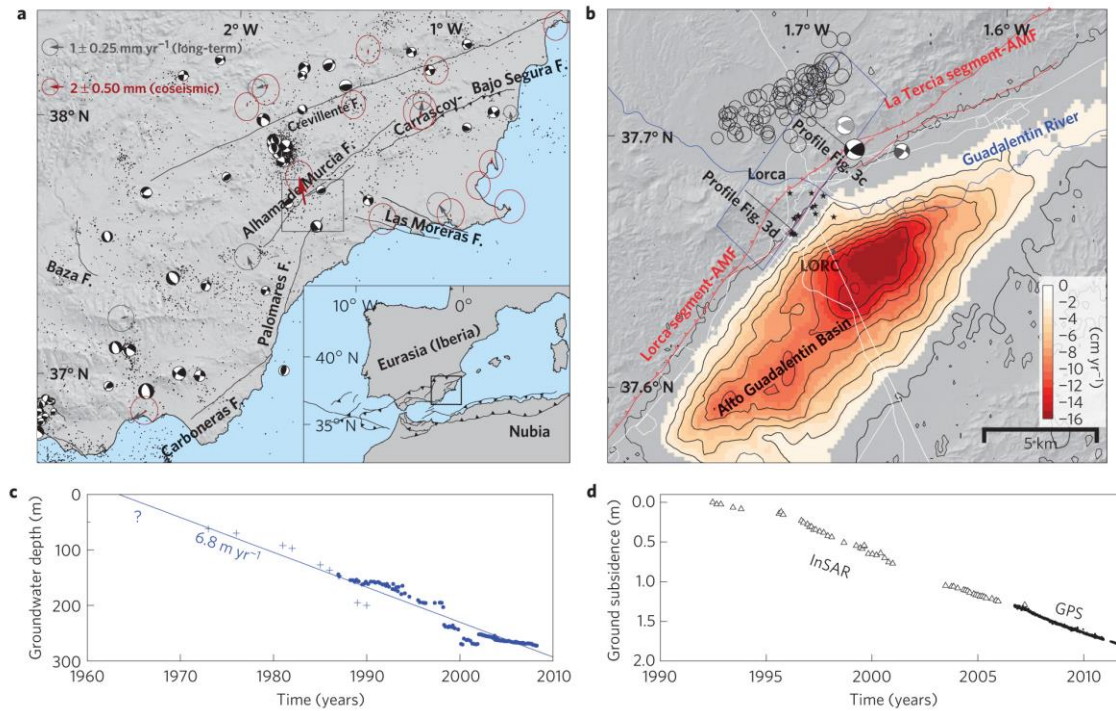 a
2° W
1° W
1 ± 0.25 mm yr⁻¹ (long-term)
2 ± 0.50 mm (coseismic)
38° N
37° N
Crevillente F.
Bajo Segura F.
Carrascoy
Alhama de Murcia F.
Las Moreras F.
Baza F.
Palomares F.
Carboneras F.
10° W
0°
40° N
35° N
Eurasia (Iberia)
Nubia
b
1.7° W
1.6° W
37.7° N
37.6° N
La Tercia segment-AMF
Guadalentin River
Profile Fig. 3c
Lorca
Profile Fig. 3d
LORC
Lorca segment-AMF
Alto Guadalentin Basin
0
−2
−4
−6
−8
−10
−12
−14
−16
(cm yr⁻¹)
5 km
c
Groundwater depth (m)
0
100
200
300
?
6.8 m yr⁻¹
1960 1970 1980 1990 2000 2010
Time (years)
d
Ground subsidence (m)
0.0
0.5
1.0
1.5
2.0
InSAR
GPS
1990 1995 2000 2005 2010
Time (years)